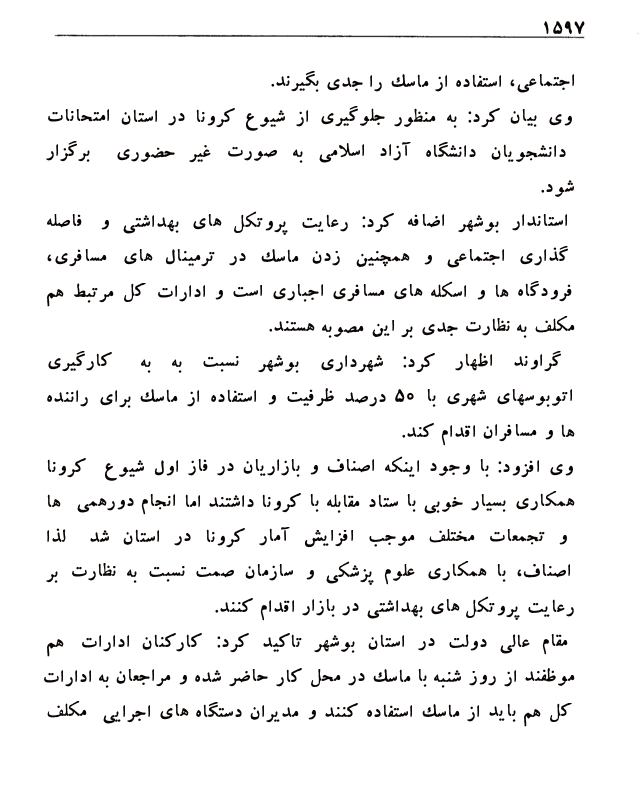 ۱۵۹۷
اجتماعی، استفاده از ماسك را جدی بگیرند.
وی بیان کرد: به منظور جلوگیری از شیوع کرونا در استان امتحانات
دانشجویان دانشگاه آزاد اسلامی به صورت غیر حضوری برگزار
شود.
استاندار بوشهر اضافه کرد: رعایت پروتکل های بهداشتی و فاصله
گذاری اجتماعی و همچنین زدن ماسك در ترمینال های مسافری،
فرودگاه ها و اسکله های مسافری اجباری است و ادارات کل مرتبط هم
مکلف به نظارت جدی بر این مصوبه هستند.
گراوند اظهار کرد: شهرداری بوشهر نسبت به به کارگیری
اتوبوسهای شهری با ۵۰ درصد ظرفیت و استفاده از ماسك برای راننده
ها و مسافران اقدام کند.
وی افزود: با وجود اینکه اصناف و بازاریان در فاز اول شیوع کرونا
همکاری بسیار خوبی با ستاد مقابله با کرونا داشتند اما انجام دورهمی ها
و تجمعات مختلف موجب افزایش آمار کرونا در استان شد لذا
اصناف، با همکاری علوم پزشکی و سازمان صمت نسبت به نظارت بر
رعایت پروتکل های بهداشتی در بازار اقدام کنند.
مقام عالی دولت در استان بوشهر تاکید کرد: کارکنان ادارات هم
موظفند از روز شنبه با ماسك در محل کار حاضر شده و مراجعان به ادارات
کل هم باید از ماسك استفاده کنند و مدیران دستگاه های اجرایی مکلف